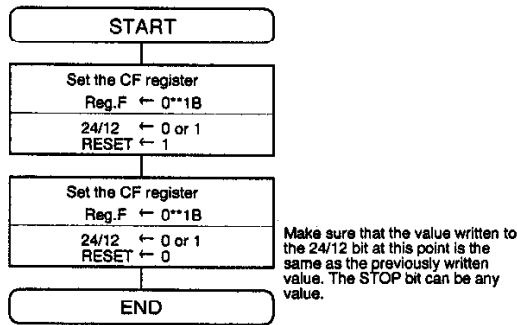 START
Set the CF register
Reg.F ← 0**1B
24/12 ← 0 or 1
RESET ← 1
Set the CF register
Reg.F ← 0**1B
24/12 ← 0 or 1
RESET ← 0
Make sure that the value written to
the 24/12 bit at this point is the
same as the previously written
value. The STOP bit can be any
value.
END